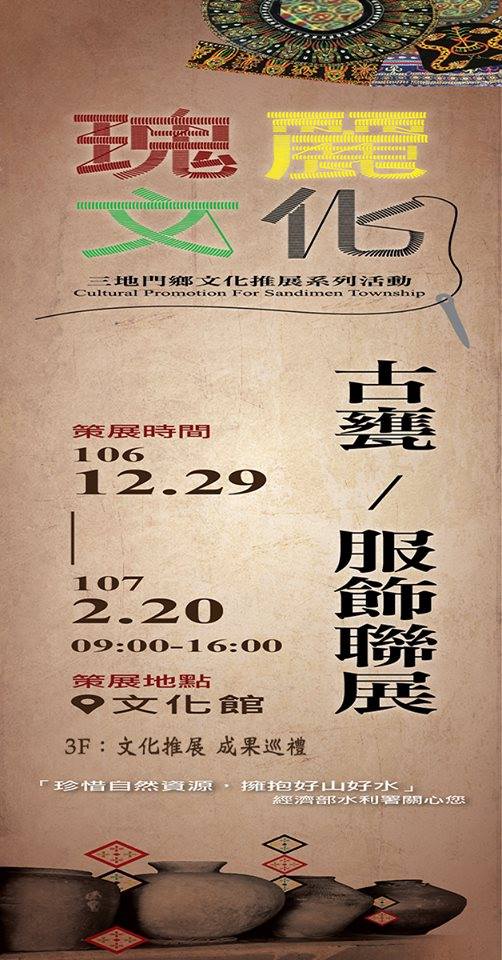 瑰麗
文化
三地門鄉文化推展系列活動
Cultural Promotion For Sandimen Township
古甕/服飾聯展
策展時間
106
12.29
107
2.20
09:00-16:00
策展地點
文化館
3F：文化推展 成果巡禮
「珍惜自然資源，擁抱好山好水」
經濟部水利署關心您